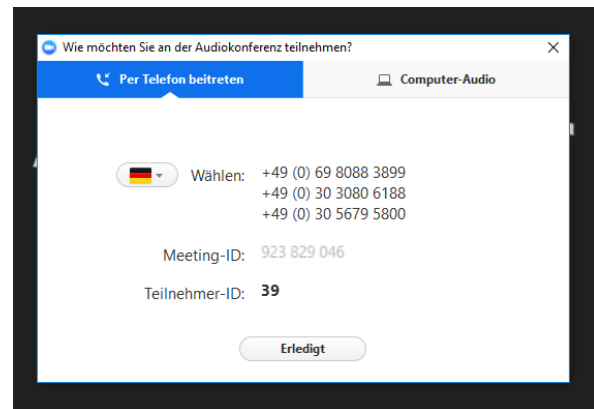 Wie möchten Sie an der Audiokonferenz teilnehmen?
Per Telefon beitreten
Computer-Audio
Wählen: +49 (0) 69 8088 3899
+49 (0) 30 3080 6188
+49 (0) 30 5679 5800
Meeting-ID: 923 829 046
Teilnehmer-ID: 39
Erledigt